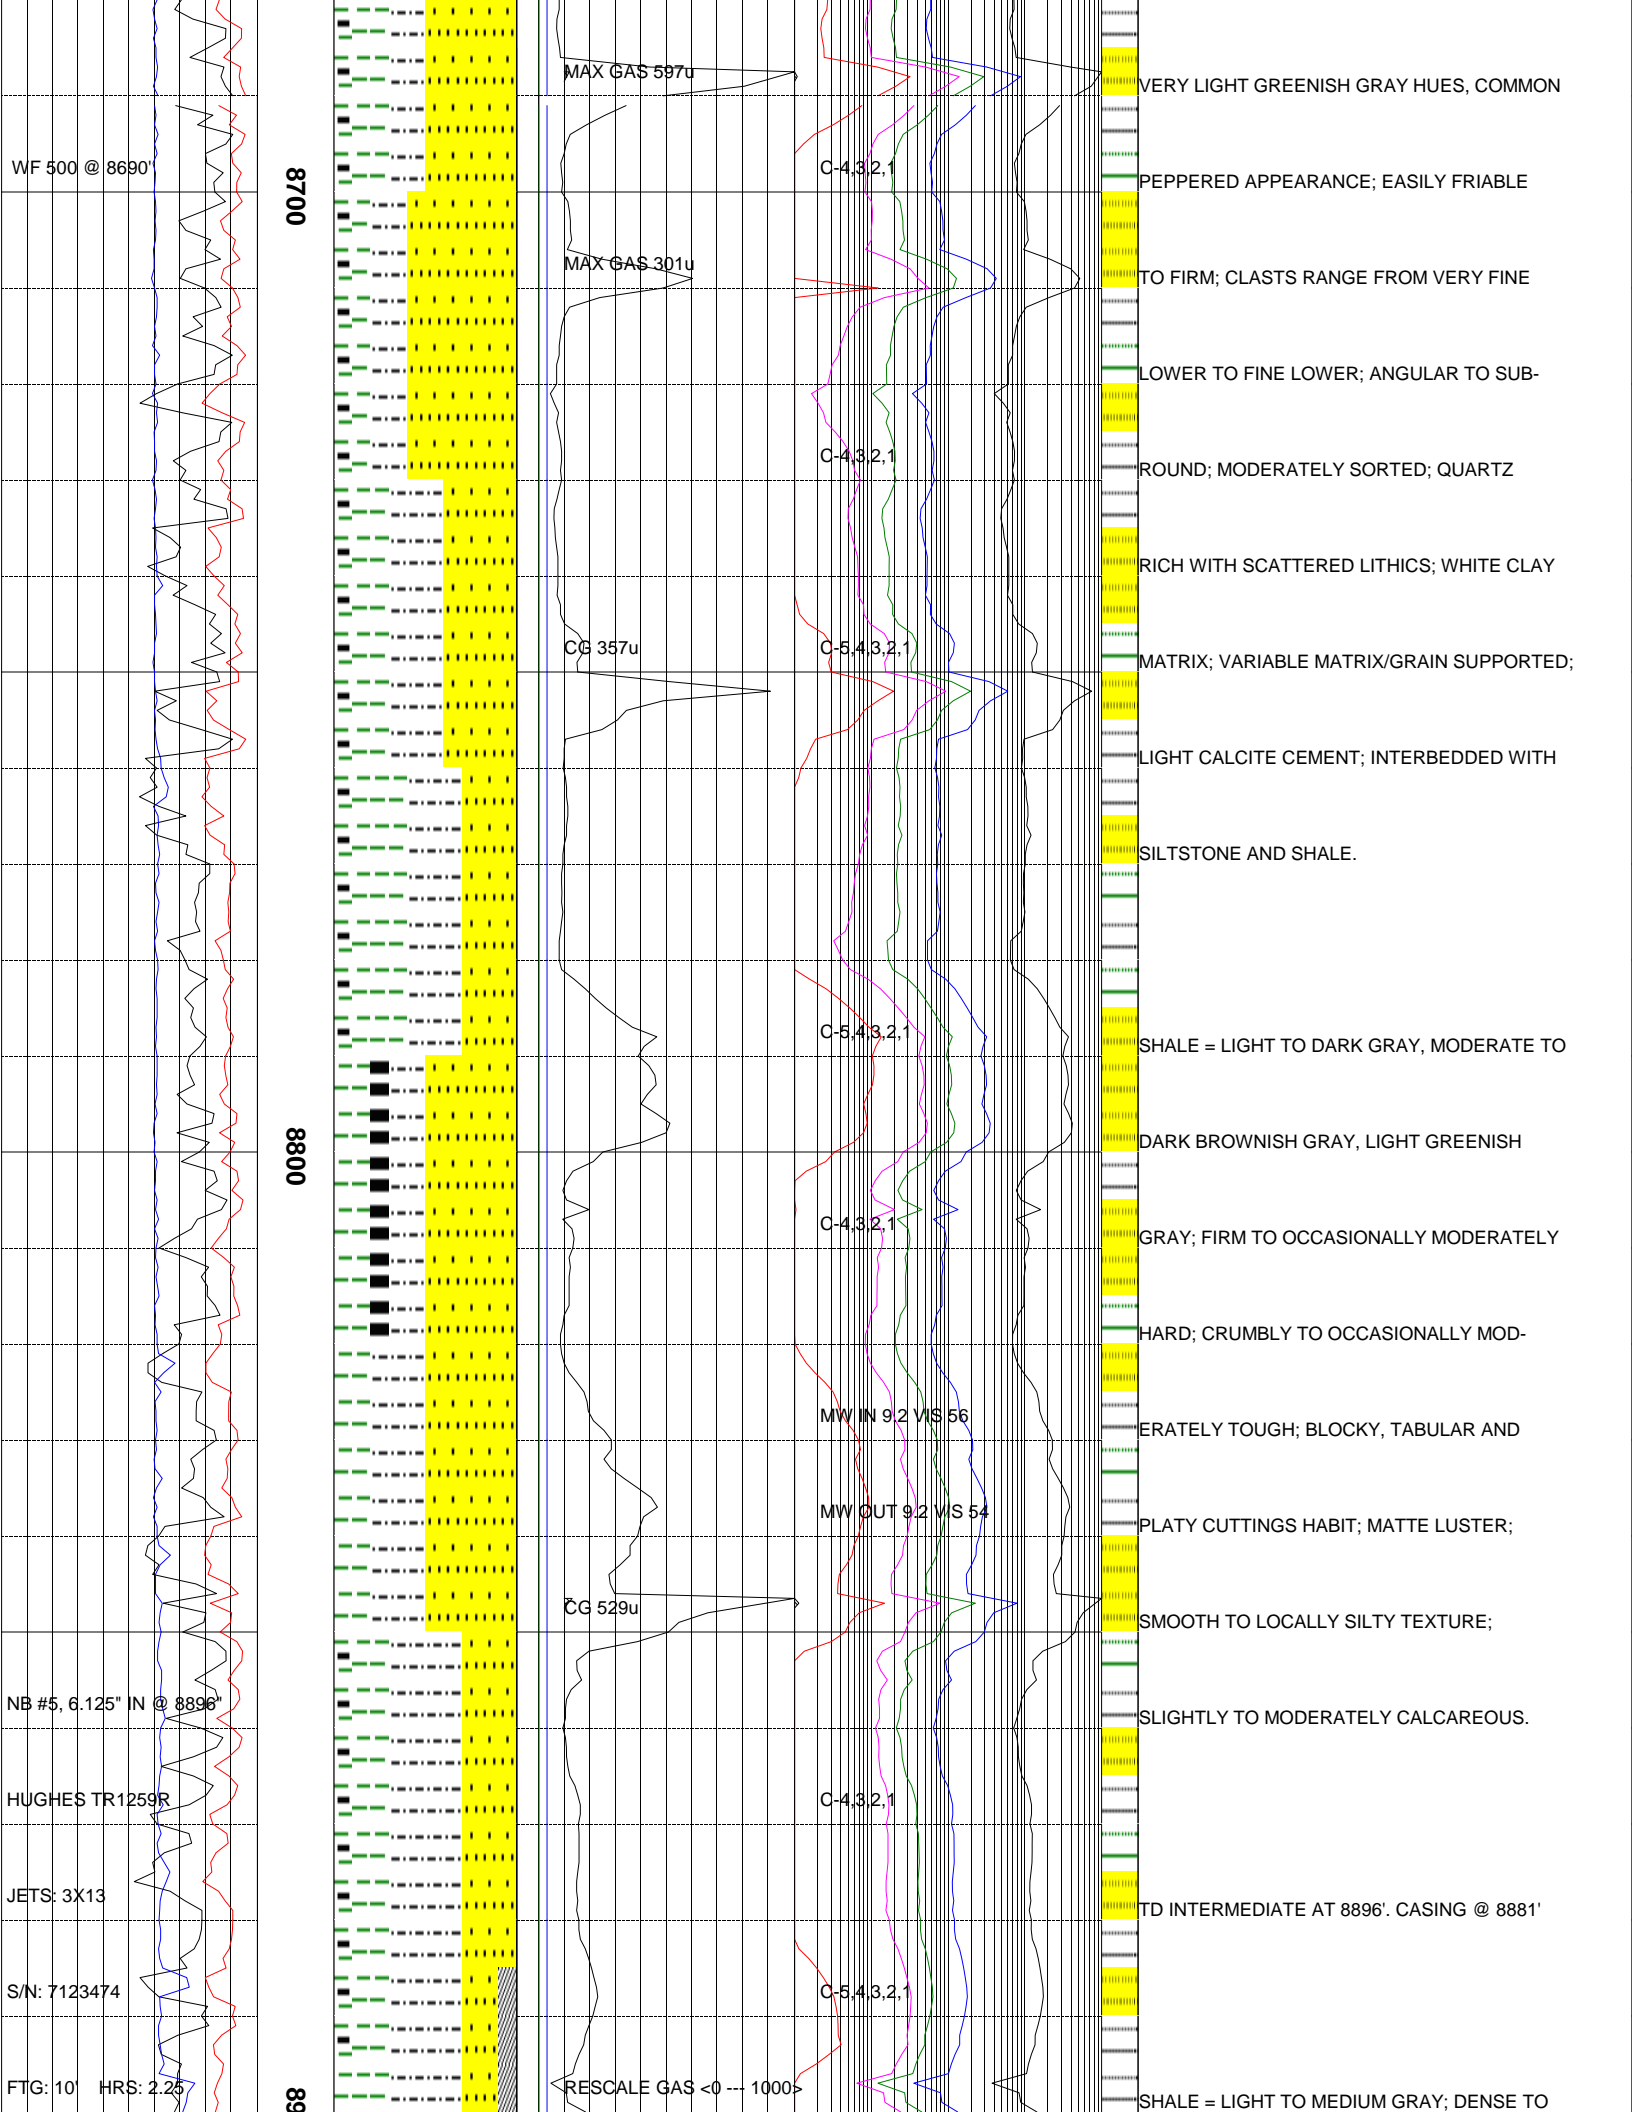 MAX GAS 597u
VERY LIGHT GREENISH GRAY HUES, COMMON
WF 500 @ 8690'
8700
C-4,3,2,1
PEPPERED APPEARANCE; EASILY FRIABLE
MAX GAS 301u
TO FIRM; CLASTS RANGE FROM VERY FINE
LOWER TO FINE LOWER; ANGULAR TO SUB-
C-4,3,2,1
ROUND; MODERATELY SORTED; QUARTZ
RICH WITH SCATTERED LITHICS; WHITE CLAY
CG 357u
C-5,4,3,2,1
MATRIX; VARIABLE MATRIX/GRAIN SUPPORTED;
LIGHT CALCITE CEMENT; INTERBEDDED WITH
SILTSTONE AND SHALE.
C-5,4,3,2,1
SHALE = LIGHT TO DARK GRAY, MODERATE TO
8800
DARK BROWNISH GRAY, LIGHT GREENISH
C-4,3,2,1
GRAY; FIRM TO OCCASIONALLY MODERATELY
HARD; CRUMBLY TO OCCASIONALLY MOD-
MW IN 9.2 VIS 56
ERATELY TOUGH; BLOCKY, TABULAR AND
MW OUT 9.2 VIS 54
PLATY CUTTINGS HABIT; MATTE LUSTER;
CG 529u
SMOOTH TO LOCALLY SILTY TEXTURE;
NB #5, 6.125" IN @ 8896'
SLIGHTLY TO MODERATELY CALCAREOUS.
HUGHES TR1259R
C-4,3,2,1
JETS: 3X13
TD INTERMEDIATE AT 8896'. CASING @ 8881'
S/N: 7123474
C-5,4,3,2,1
FTG: 10' HRS: 2.25
89
RESCALE GAS <0 --- 1000>
SHALE = LIGHT TO MEDIUM GRAY; DENSE TO